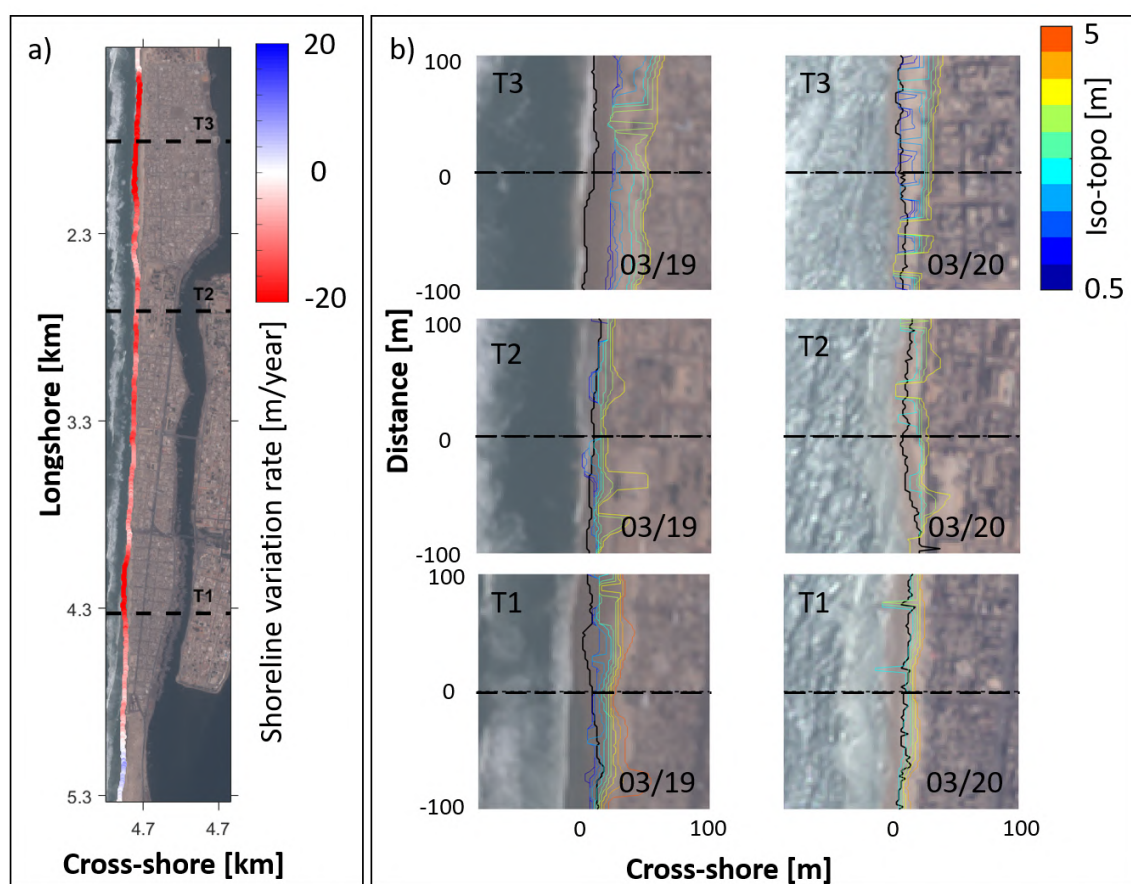 a)
T3
T2
T1
2.3
3.3
4.3
5.3
4.7
4.7
Longshore [km]
Cross-shore [km]
20
0
-20
Shoreline variation rate [m/year]
b)
T3
03/19
T3
03/20
100
0
-100
T2
03/19
T2
03/20
100
0
-100
T1
03/19
T1
03/20
100
0
-100
0
100
0
100
Distance [m]
Cross-shore [m]
5
0.5
Iso-topo [m]